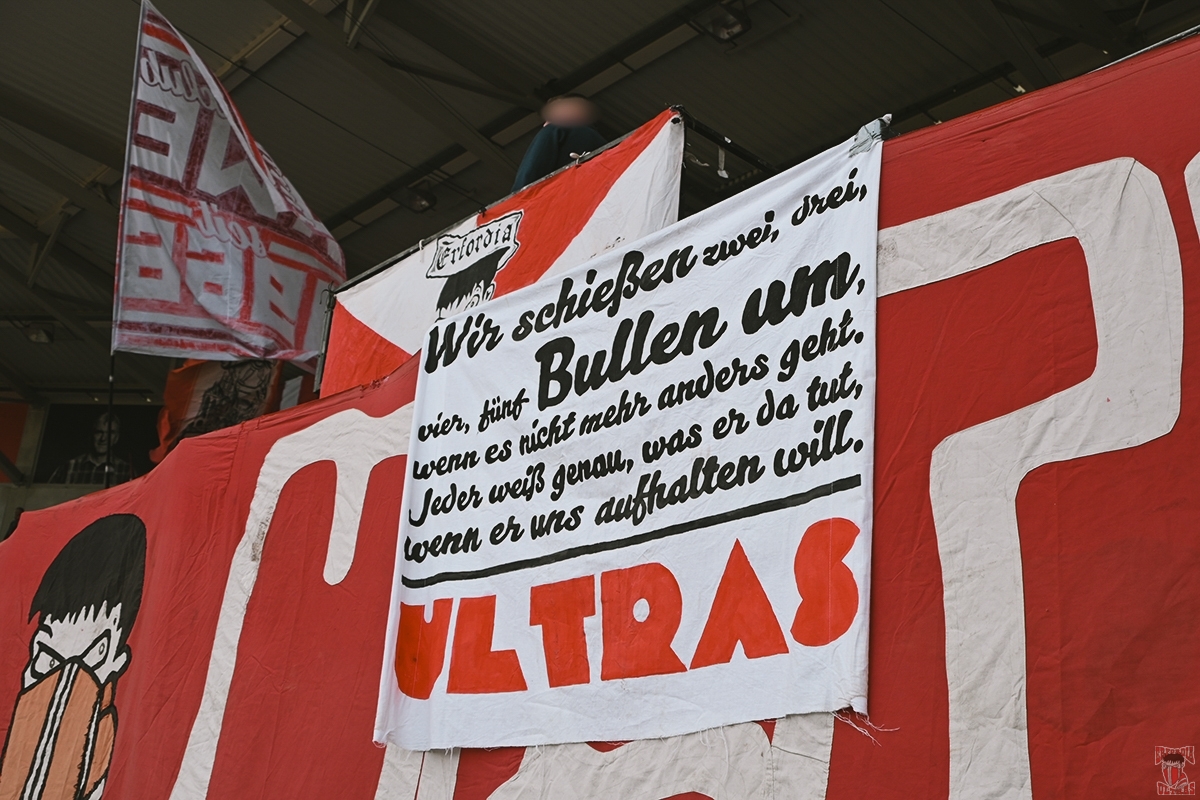 Erfordia
Wir schießen zwei, drei,
vier, fünf Bullen um,
wenn es nicht mehr anders geht.
Jeder weiß genau, was er da tut,
wenn er uns aufhalten will.
ULTRAS